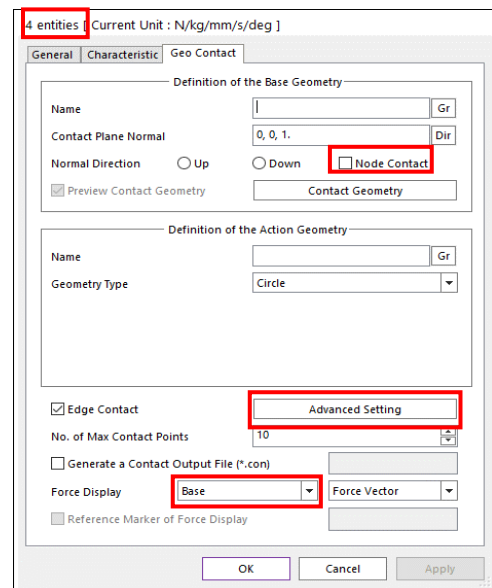 4 entities [ Current Unit : N/kg/mm/s/deg ]
General Characteristic Geo Contact
Definition of the Base Geometry
Name Gr
Contact Plane Normal 0, 0, 1. Dir
Normal Direction Up Down Node Contact
Preview Contact Geometry Contact Geometry
Definition of the Action Geometry
Name Gr
Geometry Type Circle
Edge Contact Advanced Setting
No. of Max Contact Points 10
Generate a Contact Output File (*.con)
Force Display Base Force Vector
Reference Marker of Force Display
OK Cancel Apply